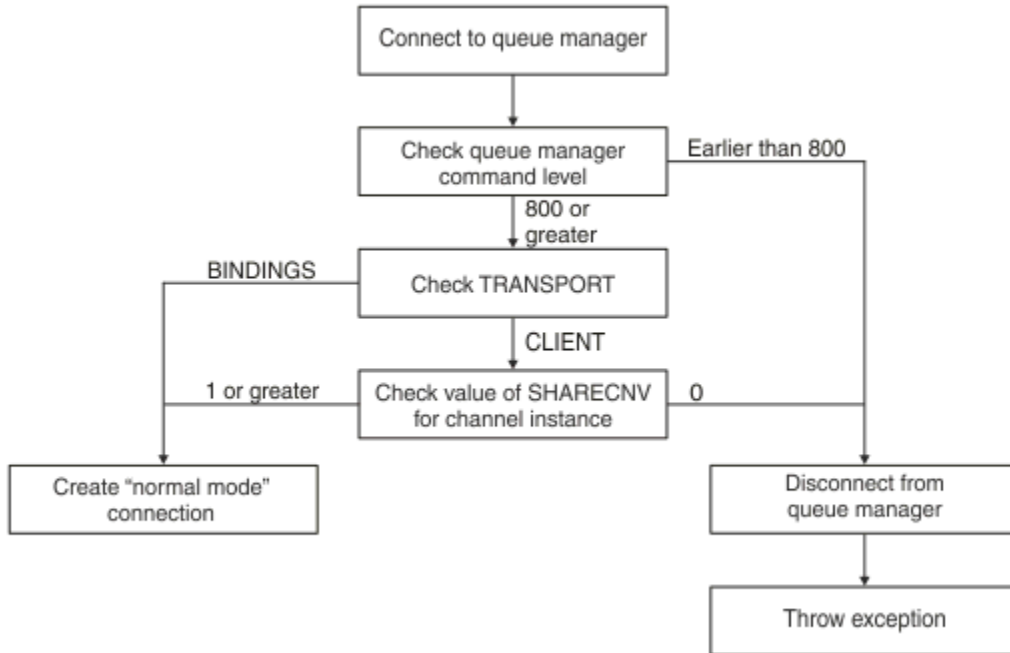 Connect to queue manager
Check queue manager
command level
Earlier than 800
800 or
greater
BINDINGS
Check TRANSPORT
CLIENT
1 or greater
Check value of SHARECNV
for channel instance
0
Create “normal mode”
connection
Disconnect from
queue manager
Throw exception